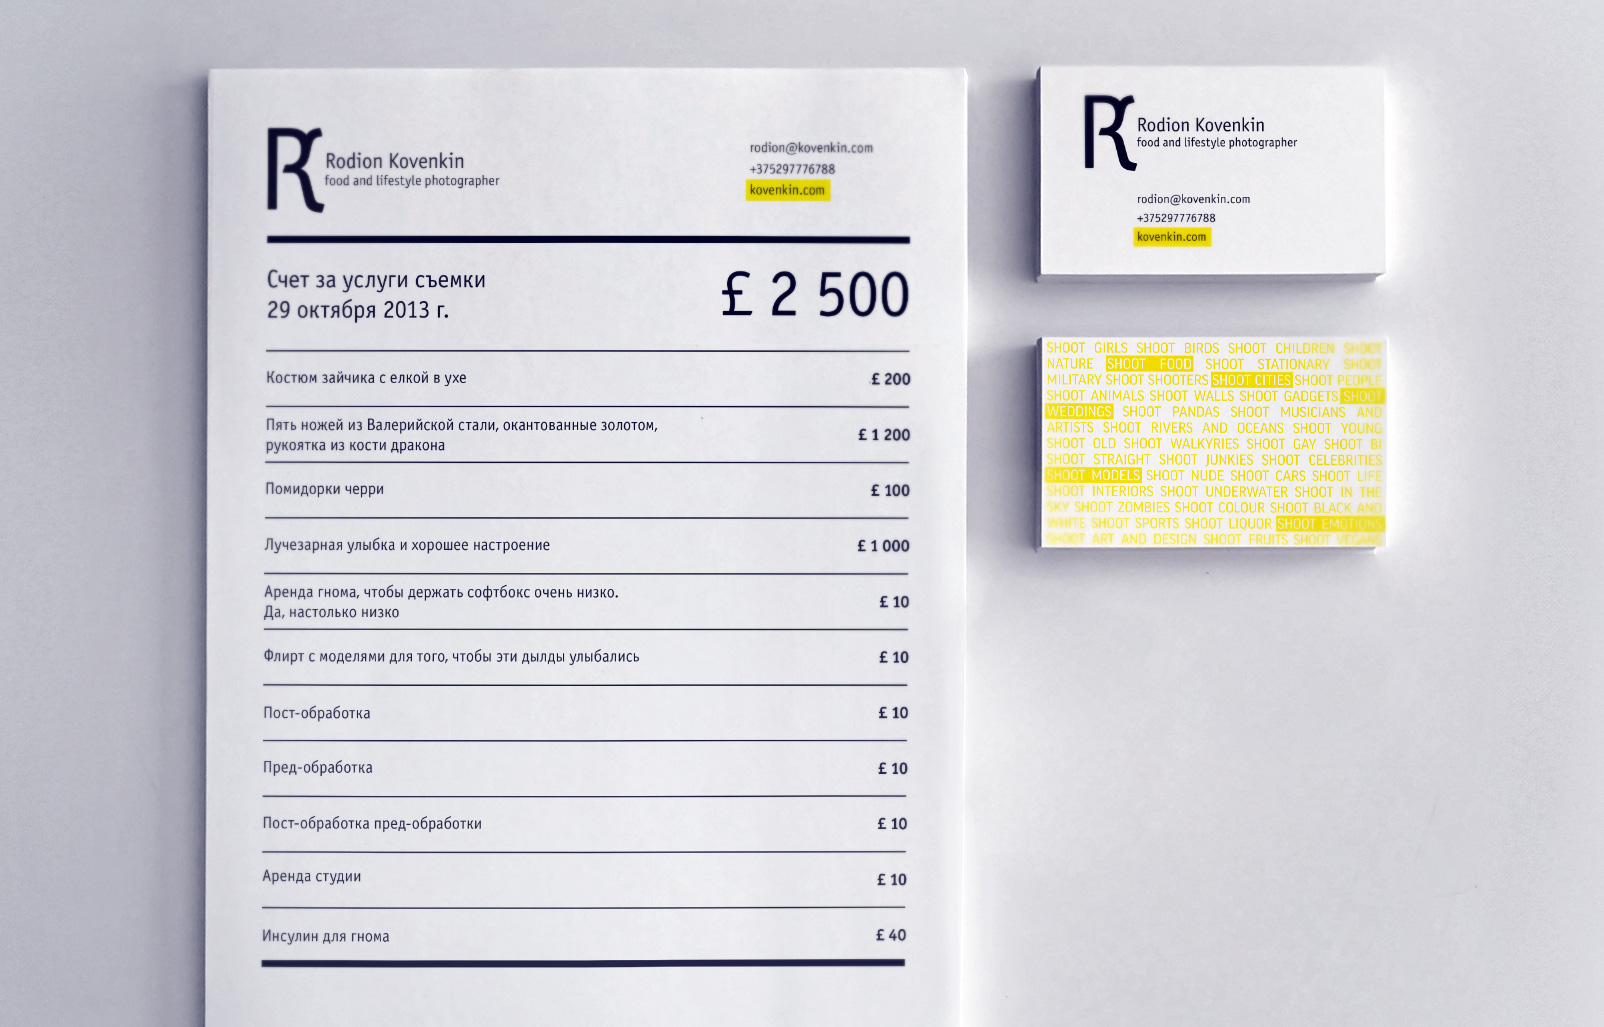 Rodion Kovenkin
food and lifestyle photographer
rodion@kovenkin.com
+375297776788
kovenkin.com
Счет за услуги съемки
29 октября 2013 г.
£ 2 500
Костюм зайчика с елкой в ухе
£ 200
Пять ножей из Валерийской стали, окантованные золотом,
рукоятка из кости дракона
£ 1 200
Помидорки черри
£ 100
Лучезарная улыбка и хорошее настроение
£ 1 000
Аренда гнома, чтобы держать софтбокс очень низко.
Да, настолько низко
£ 10
Флирт с моделями для того, чтобы эти дылды улыбались
£ 10
Пост-обработка
£ 10
Пред-обработка
£ 10
Пост-обработка пред-обработки
£ 10
Аренда студии
£ 10
Инсулин для гнома
£ 40
Rodion Kovenkin
food and lifestyle photographer
rodion@kovenkin.com
+375297776788
kovenkin.com
SHOOT GIRLS SHOOT BIRDS SHOOT CHILDREN SHOOT
NATURE SHOOT FOOD SHOOT STATIONARY SHOOT
MILITARY SHOOT SHOOTERS SHOOT CITIES SHOOT PEOPLE
SHOOT ANIMALS SHOOT WALLS SHOOT GADGETS SHOOT
WEDDINGS SHOOT PANDAS SHOOT MUSICIANS AND
ARTISTS SHOOT RIVERS AND OCEANS SHOOT YOUNG
SHOOT OLD SHOOT WALKYRIES SHOOT GAY SHOOT BI
SHOOT STRAIGHT SHOOT JUNKIES SHOOT CELEBRITIES
SHOOT MODELS SHOOT NUDE SHOOT CARS SHOOT LIFE
SHOOT INTERIORS SHOOT UNDERWATER SHOOT IN THE
SKY SHOOT ZOMBIES SHOOT COLOUR SHOOT BLACK AND
WHITE SHOOT SPORTS SHOOT LIQUOR SHOOT EMOTIONS
SHOOT ART AND DESIGN SHOOT FRUITS SHOOT VEGANS